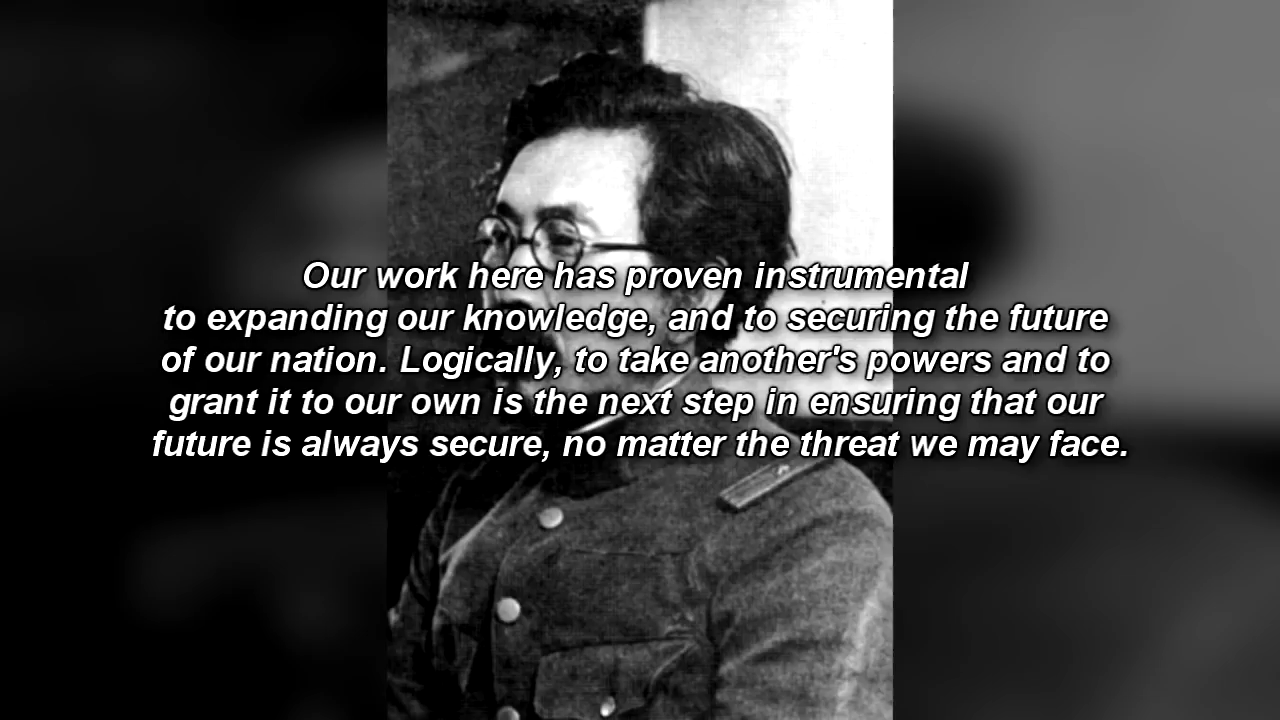 Our work here has proven instrumental
to expanding our knowledge, and to securing the future
of our nation. Logically, to take another's powers and to
grant it to our own is the next step in ensuring that our
future is always secure, no matter the threat we may face.